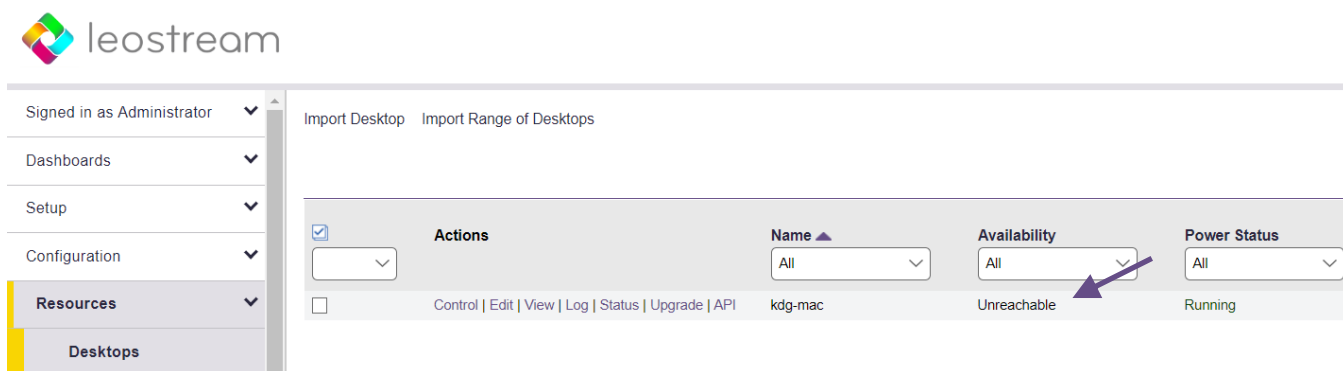 leostream
Signed in as Administrator
Dashboards
Setup
Configuration
Resources
Desktops
Import Desktop Import Range of Desktops
Actions Name Availability Power Status
All All All
Control | Edit | View | Log | Status | Upgrade | API kdg-mac Unreachable Running